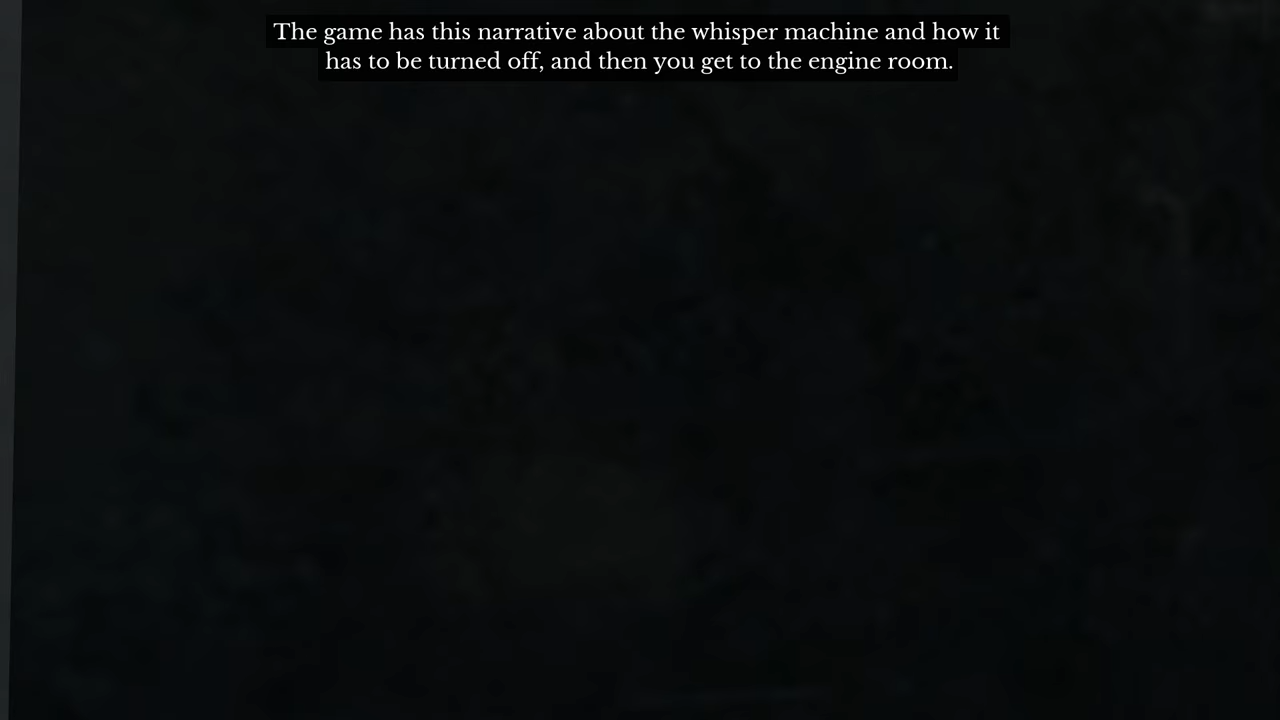 The game has this narrative about the whisper machine and how it
has to be turned off, and then you get to the engine room.